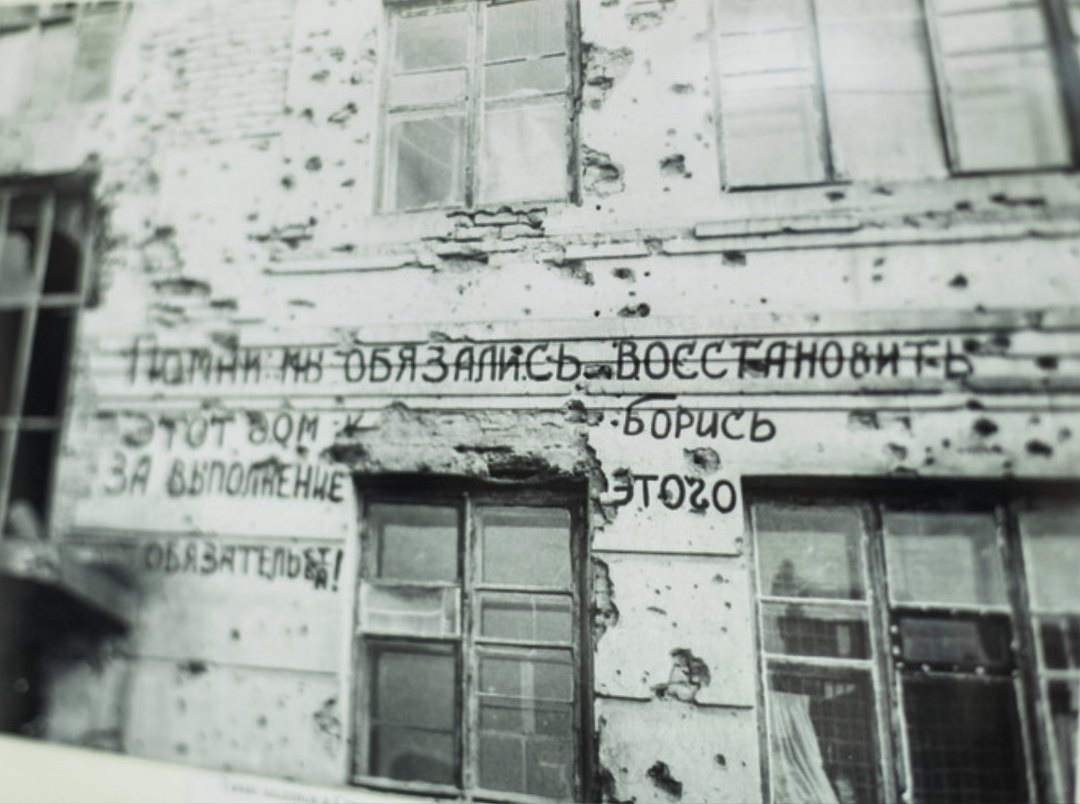 Помни: мы ОБЯЗАЛИСЬ ВОССТАНОВИТЬ
ЭТОТ ДОМ БОРИСЬ
ЗА ВЫПОЛНЕНИЕ ЭТОГО
ОБЯЗАТЕЛЬСТВА!